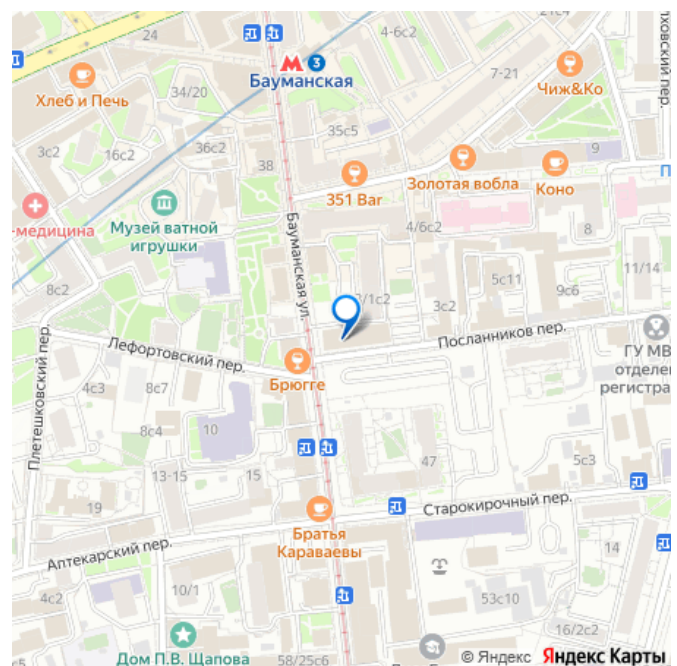 24
4-6с2
ховский пер.
М 3
Бауманская
Хлеб и Печь
34/20
7-21
Чиж&Ко
35с5
3с2
16с2
36с2
38
9
351 Bar
Золотая вобла
Коно
-медицина
Музей ватной
игрушки
4/6с2
8
Бауманская ул.
5с11
11/14
8с2
/1с2
3с2
9с6
Посланников пер.
Плетешковский пер.
Лефортовский пер.
ГУ МВ
отделе
регистра
Брюгге
4с3
8с7
8с4
10
47
5с3
13-15
15
19
Старокирочный пер.
Братья
Караваевы
Аптекарский пер.
14
4с2
10/1
53с10
16/2с2
Дом П.В. Щапова
58/25с6
© Яндекс Яндекс Карты